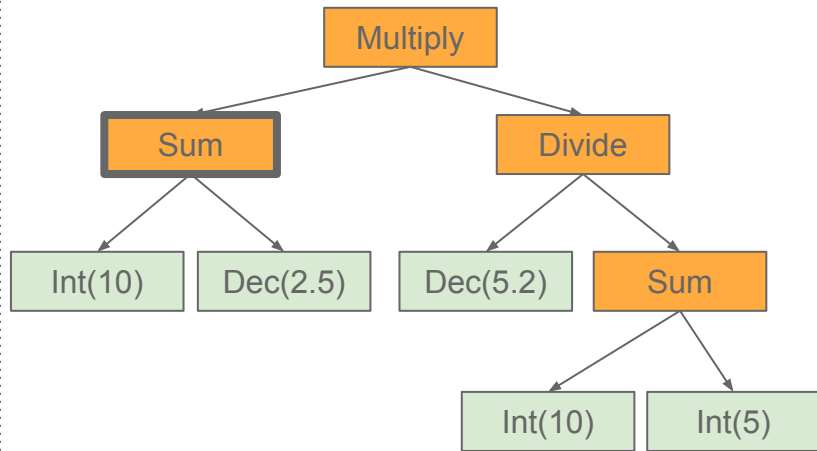 Multiply
Sum
Divide
Int(10)
Dec(2.5)
Dec(5.2)
Sum
Int(10)
Int(5)